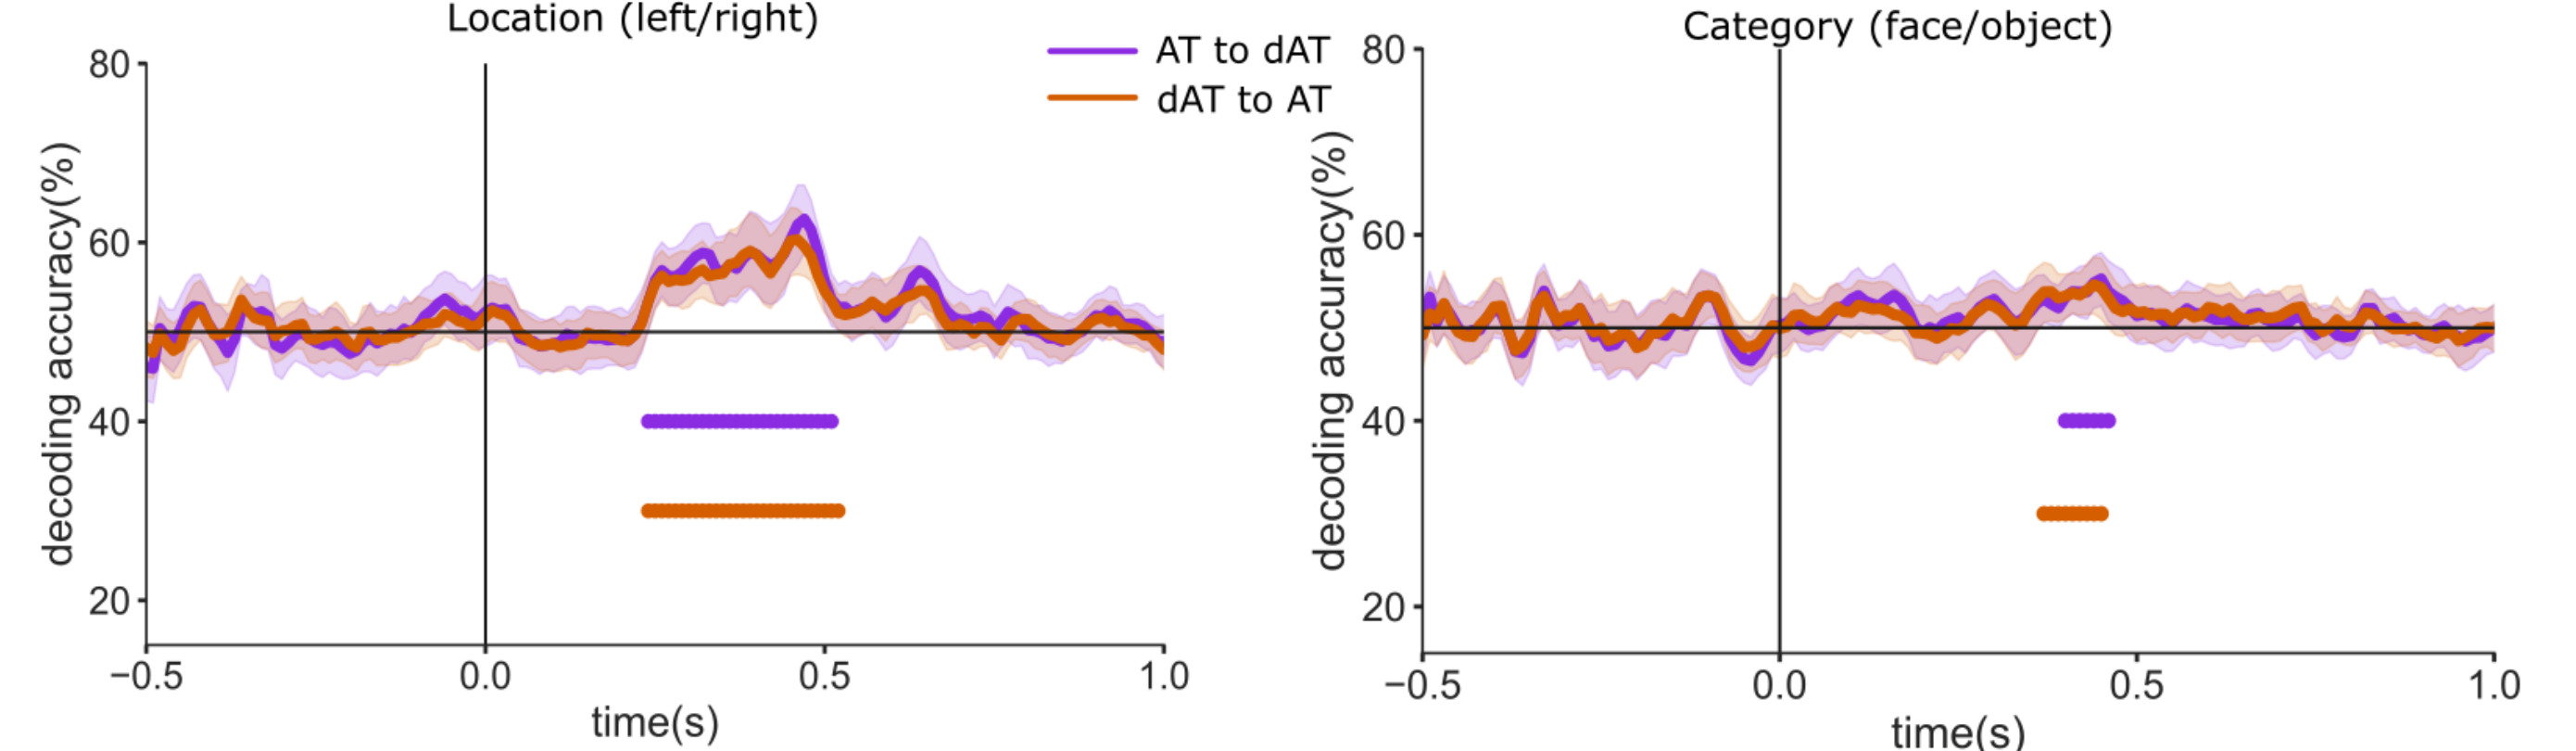 Location (left/right)
AT to dAT
dAT to AT
80
60
40
20
decoding accuracy(%)
−0.5 0.0 0.5 1.0
time(s)
Category (face/object)
80
60
40
20
decoding accuracy(%)
−0.5 0.0 0.5 1.0
time(s)